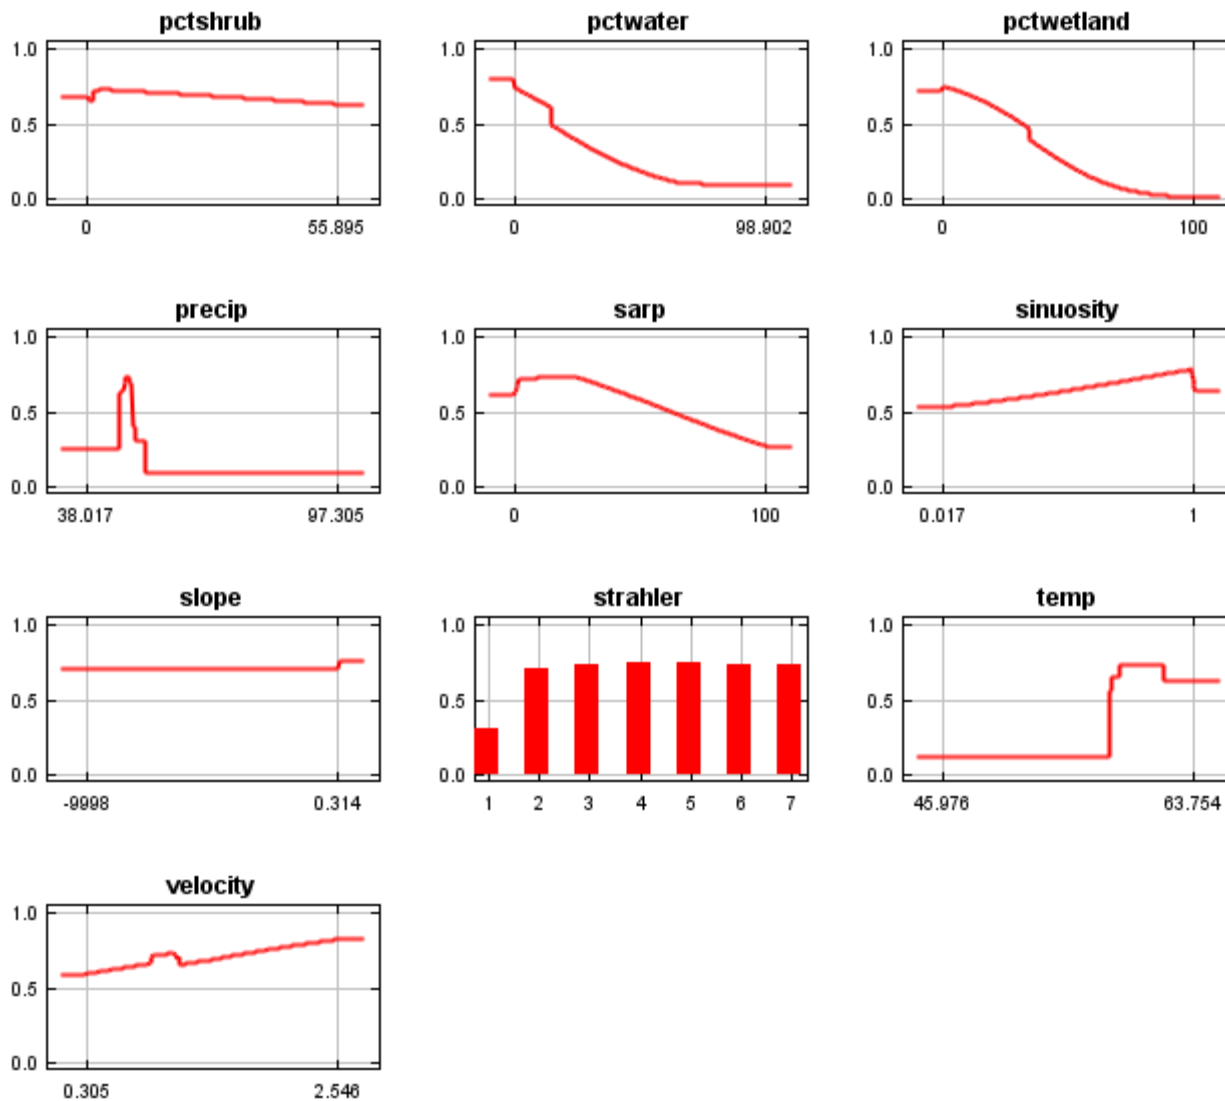 pctshrub pctwater pctwetland
1.0 1.0 1.0
0.5 0.5 0.5
0.0 0.0 0.0
0 55.895 0 98.902 0 100
precip sarp sinuosity
1.0 1.0 1.0
0.5 0.5 0.5
0.0 0.0 0.0
38.017 97.305 0 100 0.017 1
slope strahler temp
1.0 1.0 1.0
0.5 0.5 0.5
0.0 0.0 0.0
-9998 0.314 1 2 3 4 5 6 7 45.976 63.754
velocity
1.0
0.5
0.0
0.305 2.546